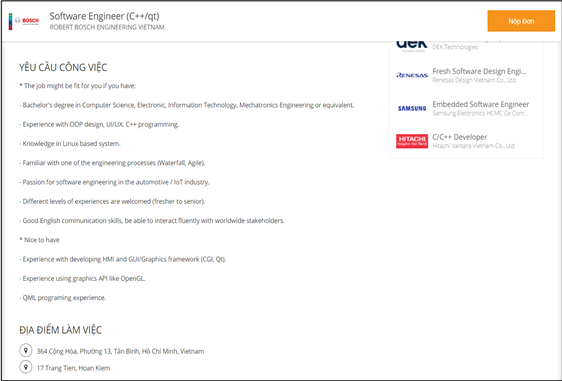 BOSCH
Software Engineer (C++/qt)
ROBERT BOSCH ENGINEERING VIETNAM
Nộp Đơn
YÊU CẦU CÔNG VIỆC
* The job might be fit for you if you have:
- Bachelor's degree in Computer Science, Electronic, Information Technology, Mechatronics Engineering or equivalent.
- Experience with OOP design, UI/UX, C++ programming.
- Knowledge in Linux based system.
- Familiar with one of the engineering processes (Waterfall, Agile).
- Passion for software engineering in the automotive / IoT industry.
- Different levels of experiences are welcomed (fresher to senior).
- Good English communication skills, be able to interact fluently with worldwide stakeholders.
* Nice to have
- Experience with developing HMI and GUI/Graphics framework (CGI, Qt).
- Experience using graphics API like OpenGL.
- QML programing experience.
ĐỊA ĐIỂM LÀM VIỆC
364 Cộng Hòa, Phường 13, Tân Bình, Hồ Chí Minh, Vietnam
17 Trang Tien, Hoan Kiem
dek
DEK Technologies
RENESAS
Fresh Software Design Engi...
Renesas Design Vietnam Co., Ltd.
SAMSUNG
Embedded Software Engineer
Samsung Electronics HCMC Ce Com...
HITACHI
Inspire the Next
C/C++ Developer
Hitachi Vantara Vietnam Co., Ltd